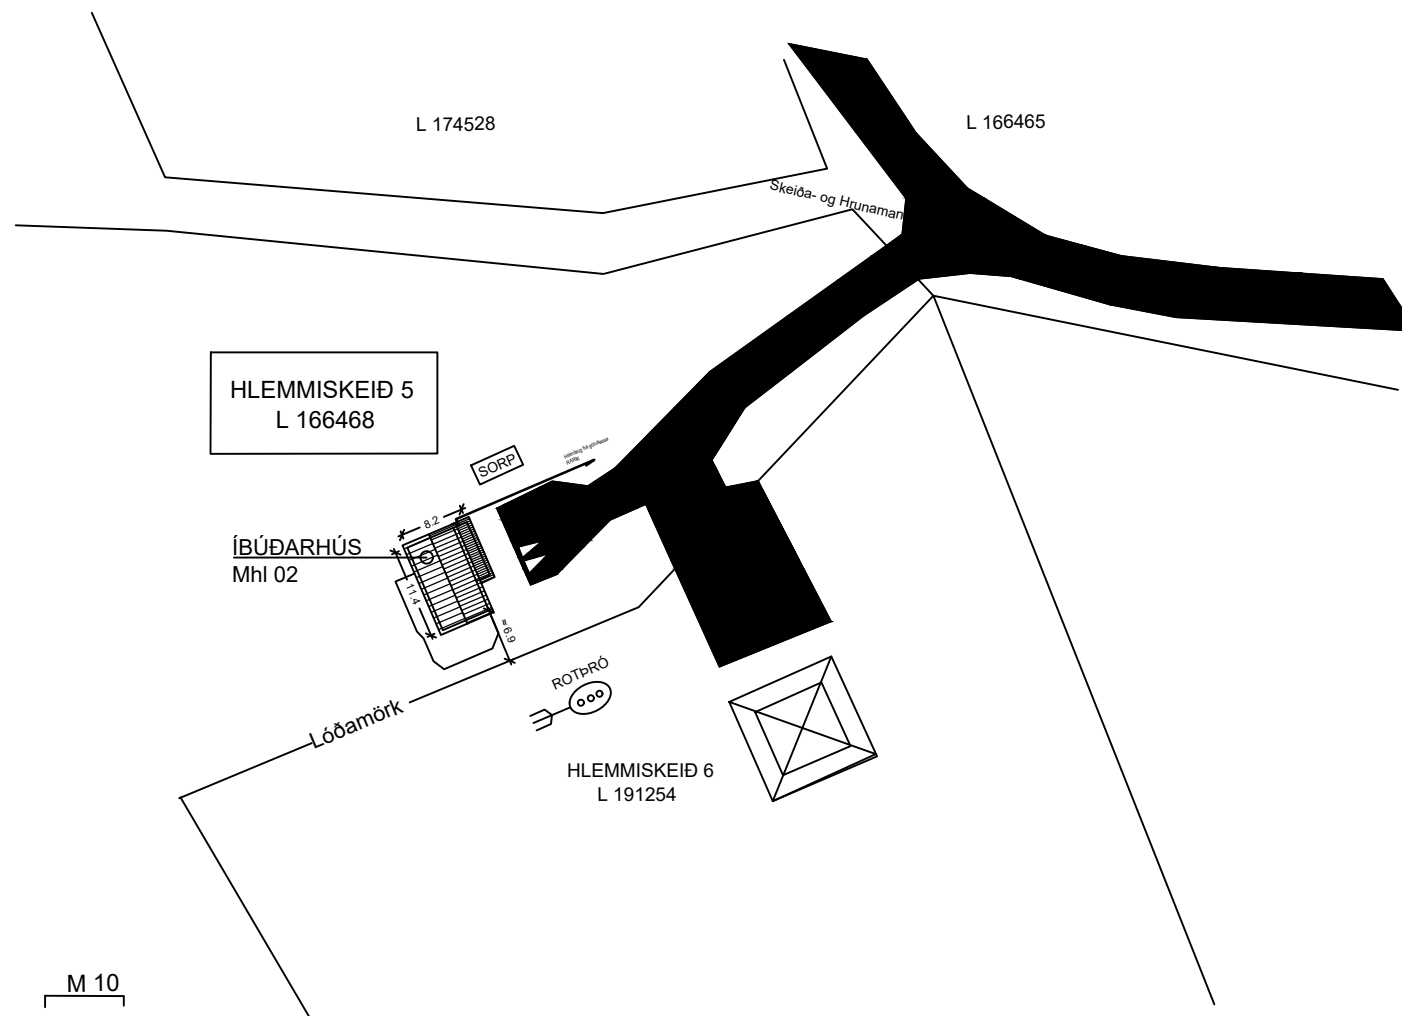 L 174528
L 166465
Skeiða- og Hrunaman
HLEMMISKEIÐ 5
L 166468
SORP
RARIK
8.2
ÍBÚÐARHÚS
Mhl 02
11.4
≈6.9
ROTÞRÓ
Lóðamörk
HLEMMISKEIÐ 6
L 191254
M 10